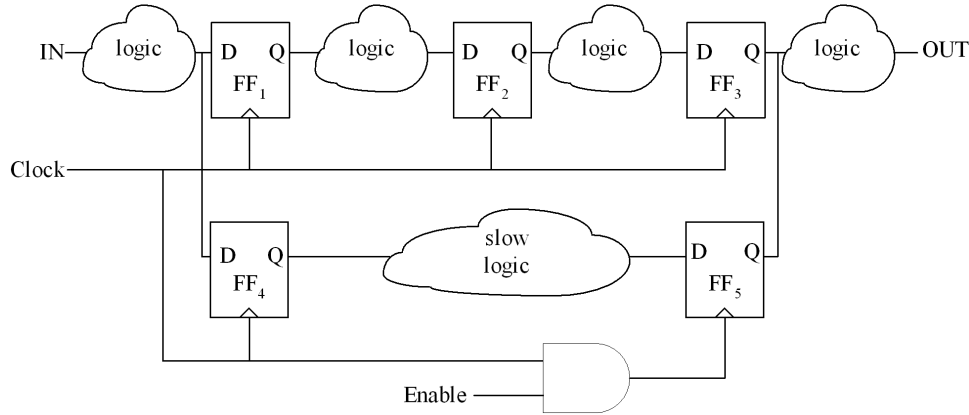 IN
logic
D Q
FF1
logic
D Q
FF2
logic
D Q
FF3
logic
OUT
Clock
D Q
FF4
slow
logic
D Q
FF5
Enable